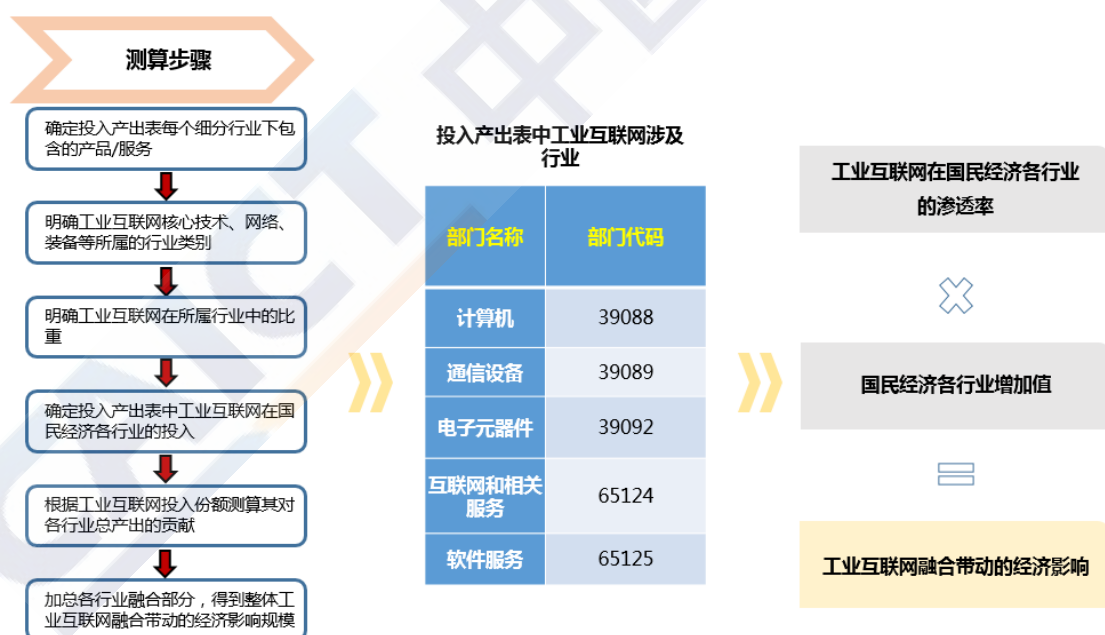 测算步骤
确定投入产出表每个细分行业下包
含的产品/服务
明确工业互联网核心技术、网络、
装备等所属的行业类别
明确工业互联网在所属行业中的比
重
确定投入产出表中工业互联网在国
民经济各行业的投入
根据工业互联网投入份额测算其对
各行业总产出的贡献
加总各行业融合部分，得到整体工
业互联网融合带动的经济影响规模
投入产出表中工业互联网涉及
行业
部门名称 部门代码
计算机 39088
通信设备 39089
电子元器件 39092
互联网和相关
服务 65124
软件服务 65125
工业互联网在国民经济各行业
的渗透率
国民经济各行业增加值
工业互联网融合带动的经济影响
CAICT